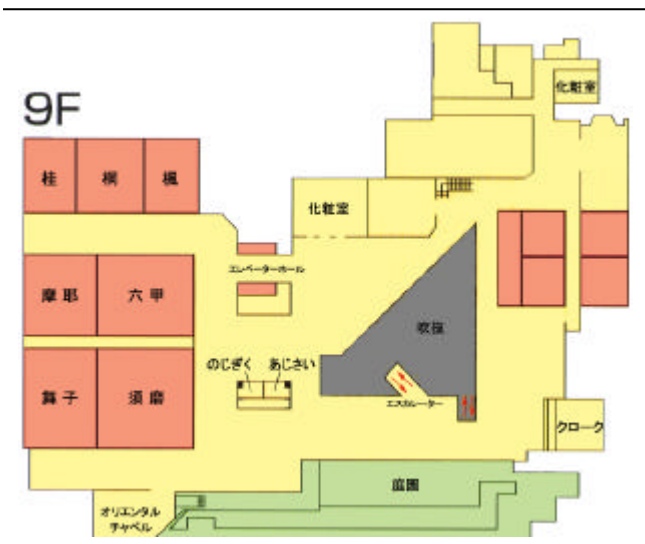 9F
化粧室
桂 桐 楓
化粧室
エレベーターホール
摩耶 六甲
吹抜
のじぎく あじさい
舞子 須磨
エスカレーター
クローク
庭園
オリエンタル
チャペル